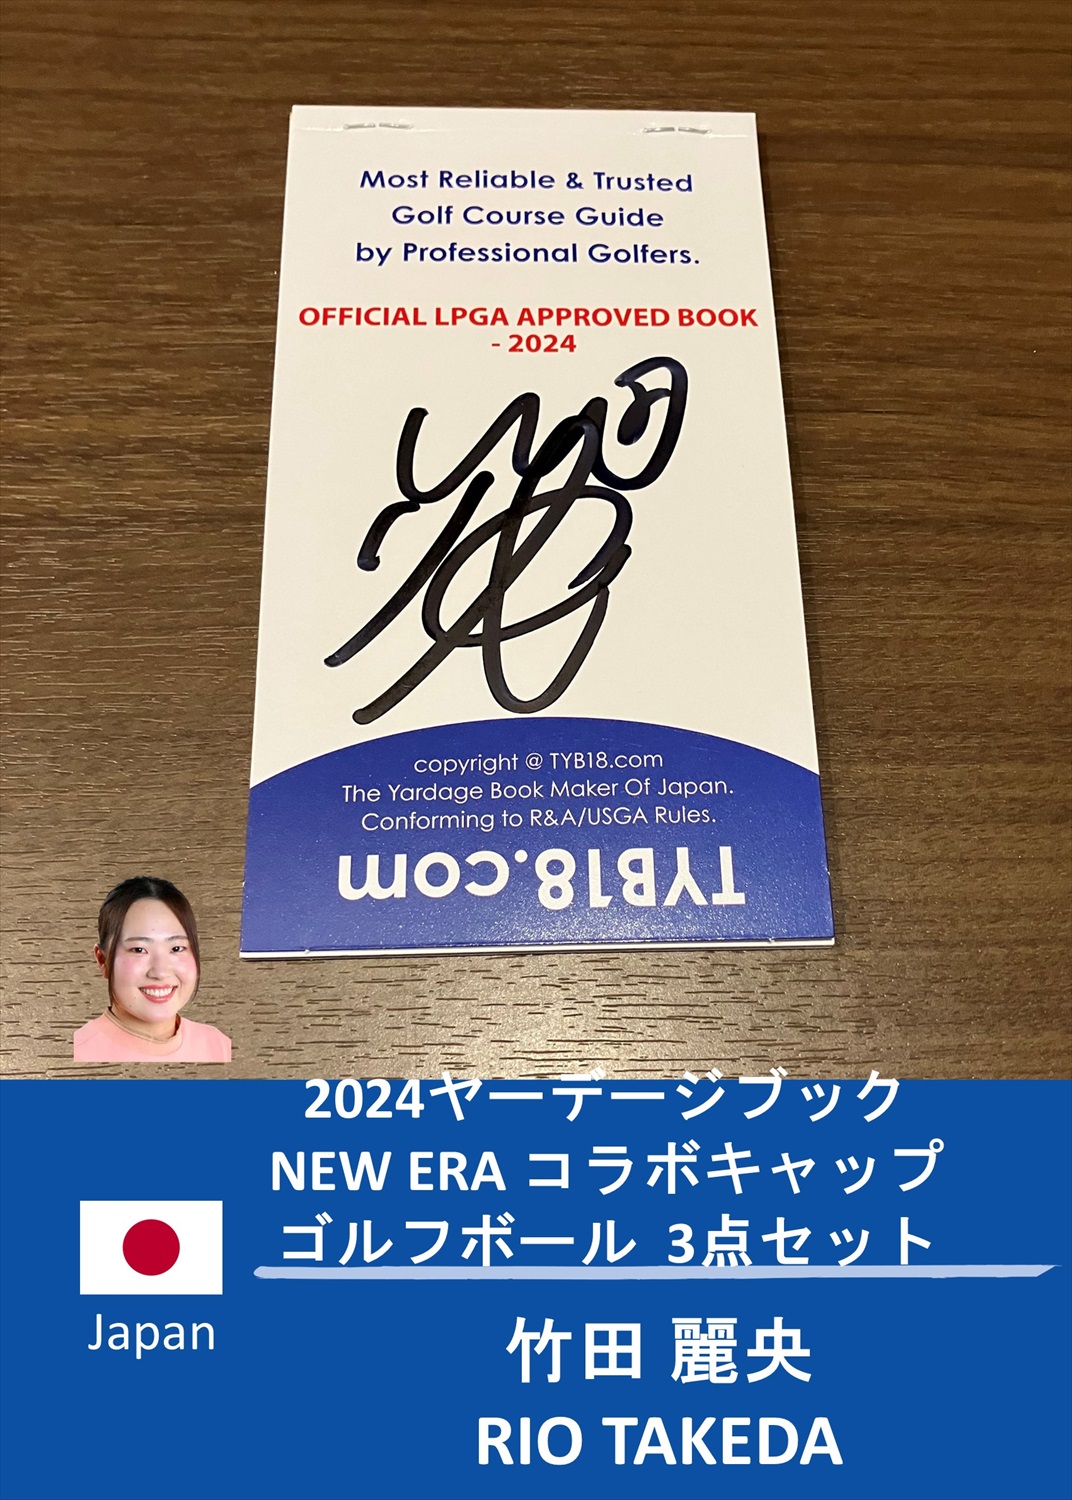 Most Reliable & Trusted
Golf Course Guide
by Professional Golfers.
OFFICIAL LPGA APPROVED BOOK
- 2024
copyright @ TYB18.com
The Yardage Book Maker Of Japan.
Conforming to R&A/USGA Rules.
TYB18.com
2024ヤーデージブック
NEW ERA コラボキャップ
ゴルフボール 3点セット
Japan
竹田 麗央
RIO TAKEDA